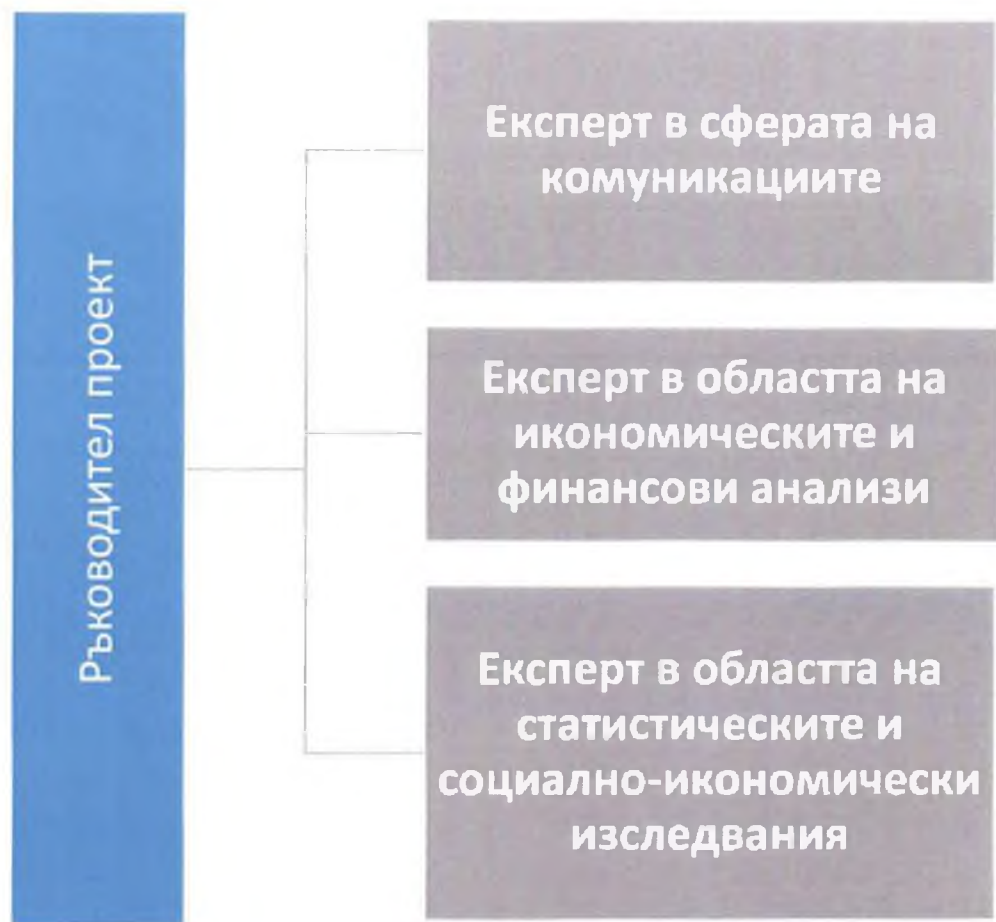 Ръководител проект
Експерт в сферата на
комуникациите
Експерт в областта на
икономическите и
финансови анализи
Експерт в областта на
статистическите и
социално-икономически
изследвания